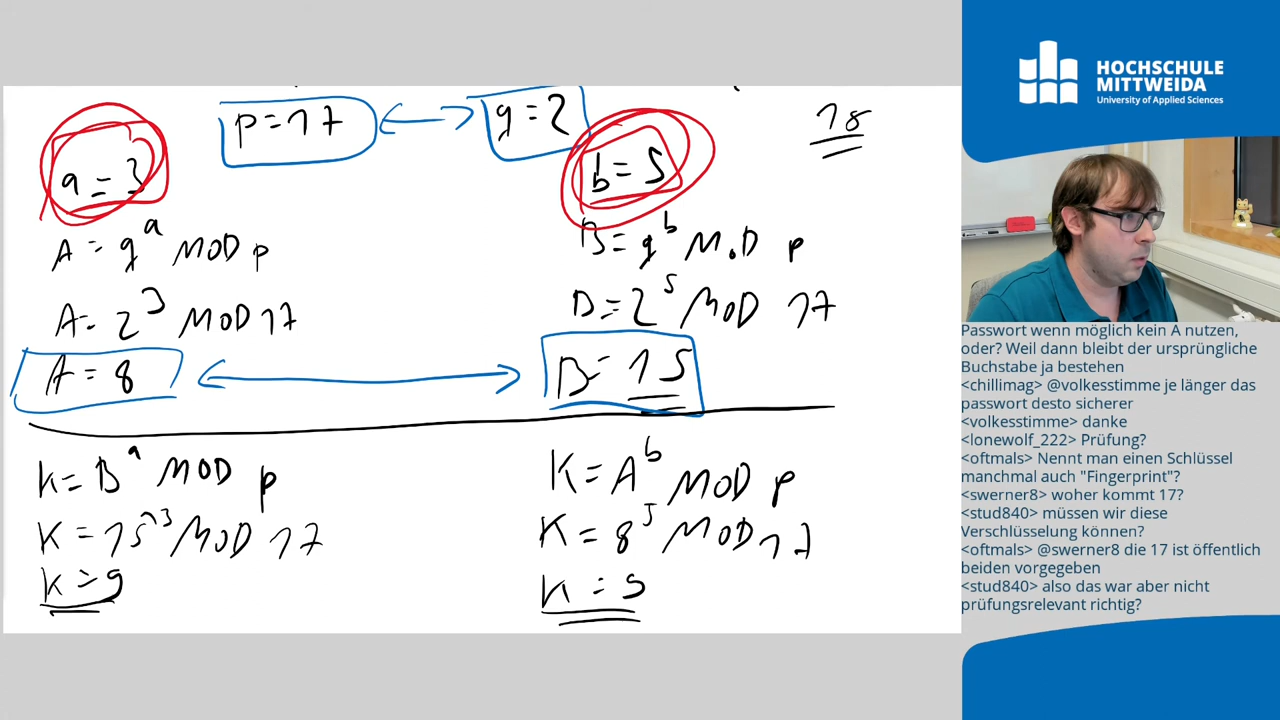 p=17 g=2 18
a=3 b=5
A=g^a MOD p B=g^b MOD p
A=2^3 MOD 17 B=2^5 MOD 17
A=8 B=15
K=B^a MOD p K=A^b MOD p
K=15^3 MOD 17 K=8^5 MOD 17
K=9 K=9
HOCHSCHULE
MITTWEIDA
University of Applied Sciences
Passwort wenn möglich kein A nutzen,
oder? Weil dann bleibt der ursprüngliche
Buchstabe ja bestehen
<chillimag> @volkesstimme je länger das
passwort desto sicherer
<volkesstimme> danke
<lonewolf_222> Prüfung?
<oftmals> Nennt man einen Schlüssel
manchmal auch "Fingerprint"?
<swerner8> woher kommt 17?
<stud840> müssen wir diese
Verschlüsselung können?
<oftmals> @swerner8 die 17 ist öffentlich
beiden vorgegeben
<stud840> also das war aber nicht
prüfungsrelevant richtig?